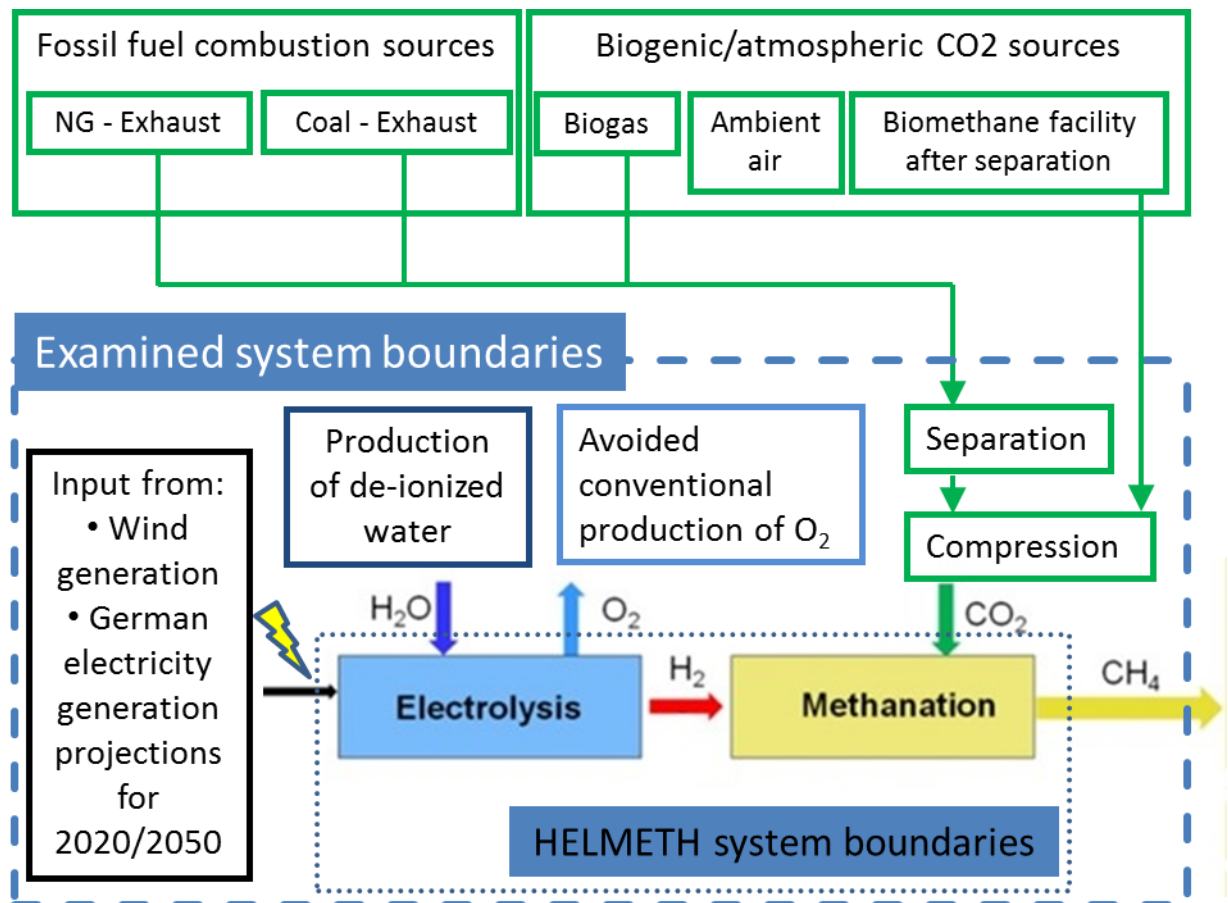 Fossil fuel combustion sources
NG - Exhaust
Coal - Exhaust
Biogenic/atmospheric CO2 sources
Biogas
Ambient
air
Biomethane facility
after separation
Examined system boundaries
Input from:
• Wind
generation
• German
electricity
generation
projections
for
2020/2050
Production
of de-ionized
water
Avoided
conventional
production of O₂
Separation
Compression
H₂O
O₂
CO₂
Electrolysis
H₂
Methanation
CH₄
HELMETH system boundaries